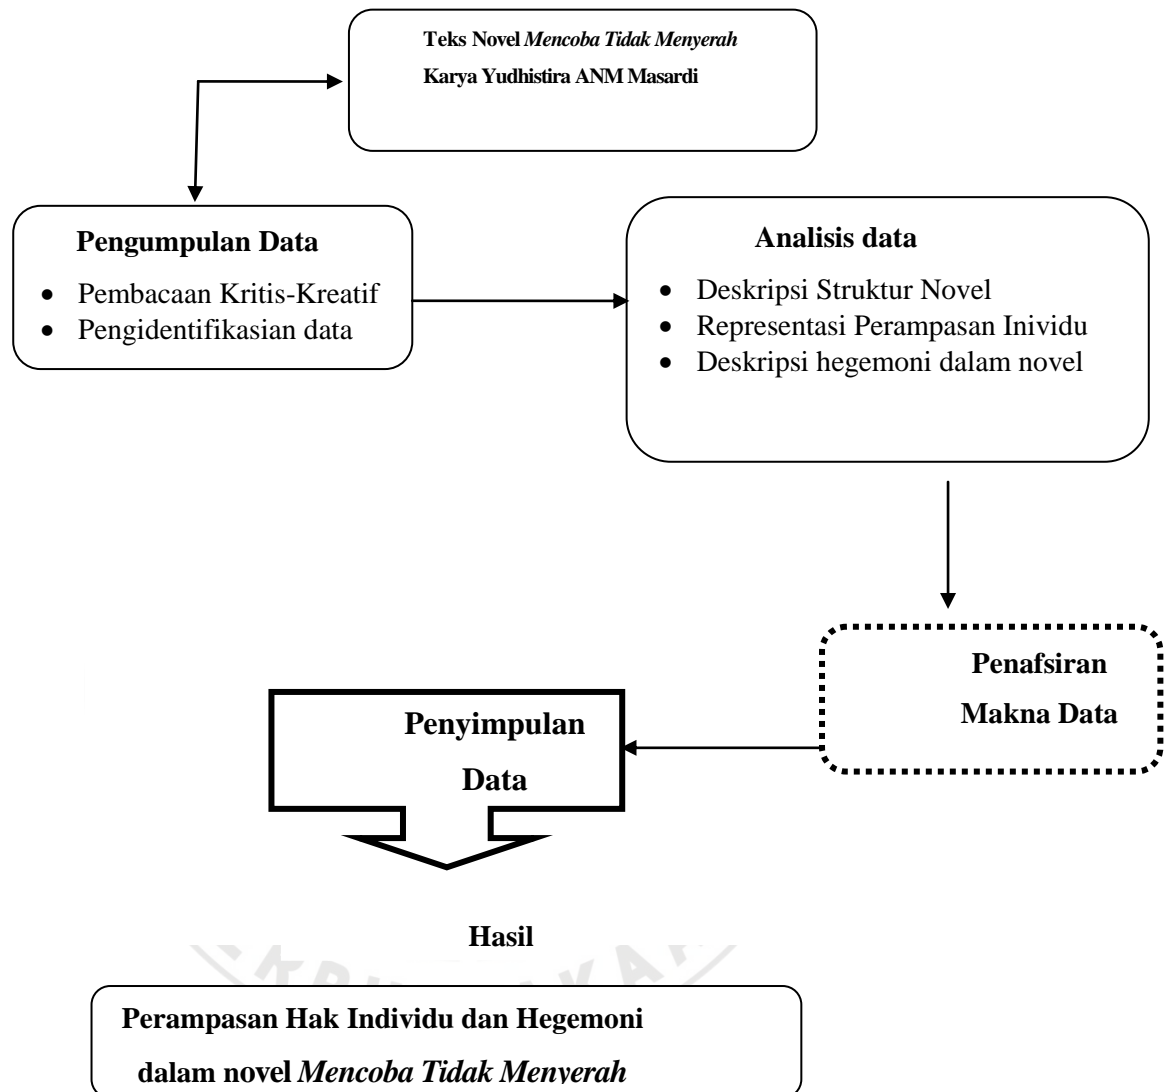 Teks Novel Mencoba Tidak Menyerah
Karya Yudhistira ANM Masardi
Pengumpulan Data
• Pembacaan Kritis-Kreatif
• Pengidentifikasian data
Analisis data
• Deskripsi Struktur Novel
• Representasi Perampasan Inividu
• Deskripsi hegemoni dalam novel
Penafsiran
Makna Data
Penyimpulan
Data
Hasil
Perampasan Hak Individu dan Hegemoni
dalam novel Mencoba Tidak Menyerah